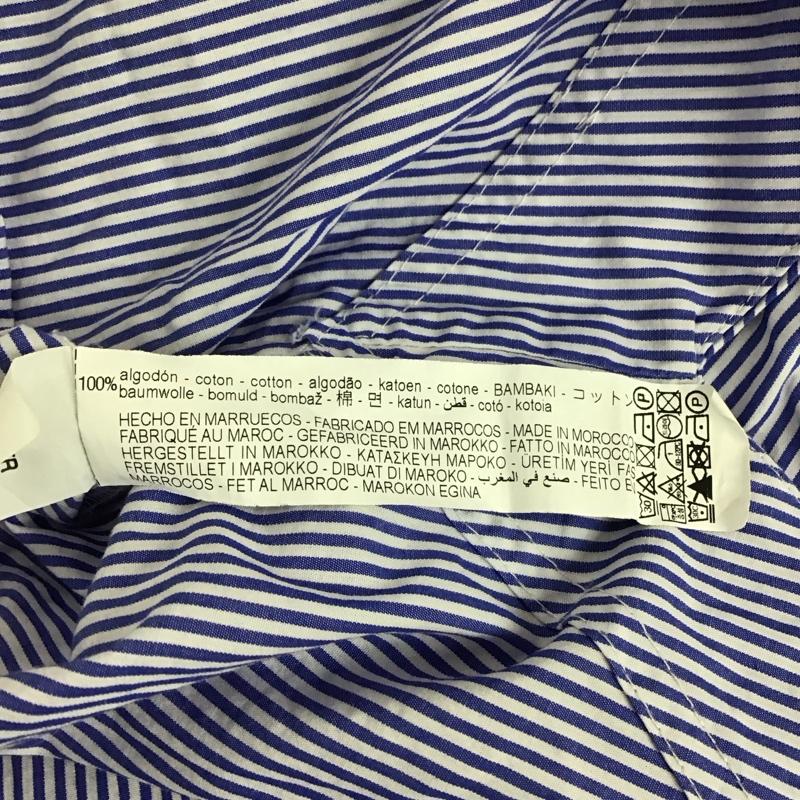 100% algodón - coton - cotton - algodão - katoen - cotone - BAMBAKI - コットン
baumwolle - bomuld - bombaž - 棉 - 면 - katun - قطن - cotó - kotoia
HECHO EN MARRUECOS - FABRICADO EM MARROCOS - MADE IN MOROCCO
FABRIQUÉ AU MAROC - GEFABRICEERD IN MAROKKO - FATTO IN MAROCCO
HERGESTELLT IN MAROKKO - ΚΑΤΑΣΚΕΥΗ ΜΑΡΟΚΟ - ÜRETİM YERİ FAS
FREMSTILLET I MAROKKO - DIBUAT DI MAROKO - صنع في المغرب - FEITO E
MARROCOS - FET AL MARROC - MAROKON EGINA
P
P
30